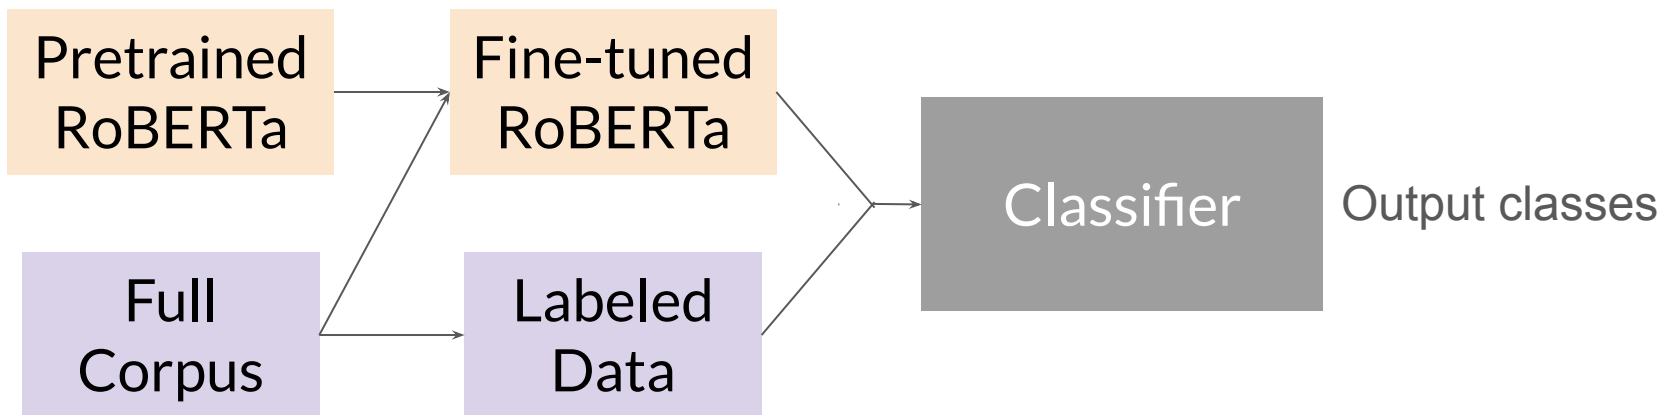 Pretrained
RoBERTa
Fine-tuned
RoBERTa
Full
Corpus
Labeled
Data
Classifier
Output classes